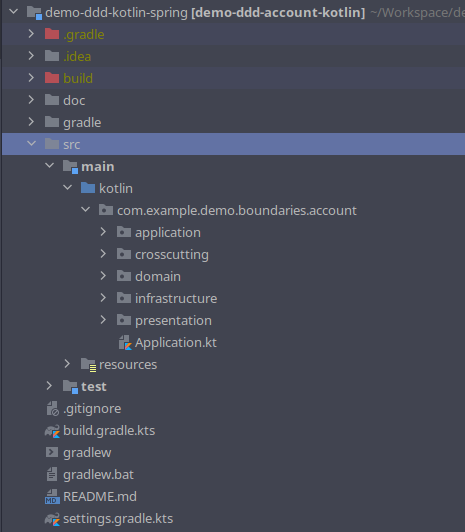 demo-ddd-kotlin-spring [demo-ddd-account-kotlin] ~/Workspace/de
.gradle
.idea
build
doc
gradle
src
main
kotlin
com.example.demo.boundaries.account
application
crosscutting
domain
infrastructure
presentation
Application.kt
resources
test
.gitignore
build.gradle.kts
gradlew
gradlew.bat
MD README.md
settings.gradle.kts